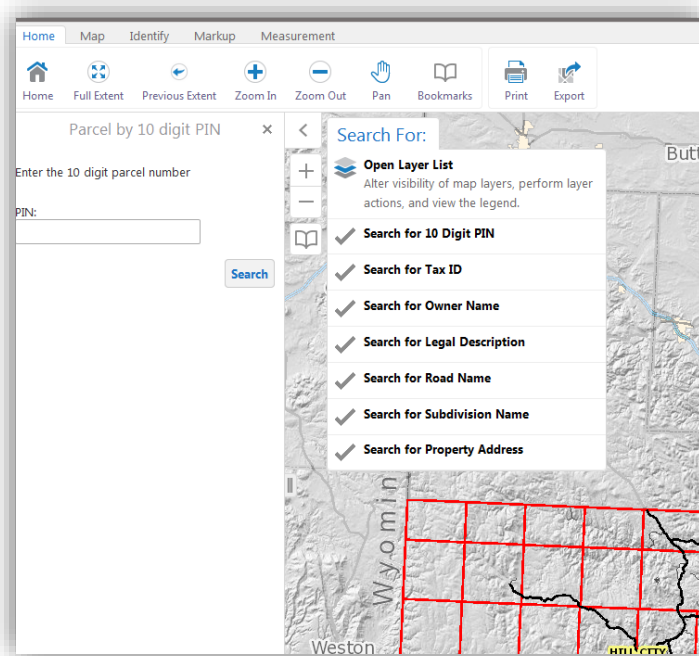 Home Map Identify Markup Measurement
Home Full Extent Previous Extent Zoom In Zoom Out Pan Bookmarks Print Export
Parcel by 10 digit PIN ×
Enter the 10 digit parcel number
PIN:
Search
Search For:
Open Layer List
Alter visibility of map layers, perform layer
actions, and view the legend.
Search for 10 Digit PIN
Search for Tax ID
Search for Owner Name
Search for Legal Description
Search for Road Name
Search for Subdivision Name
Search for Property Address
Butt
Wyomin
Weston
HILL CITY